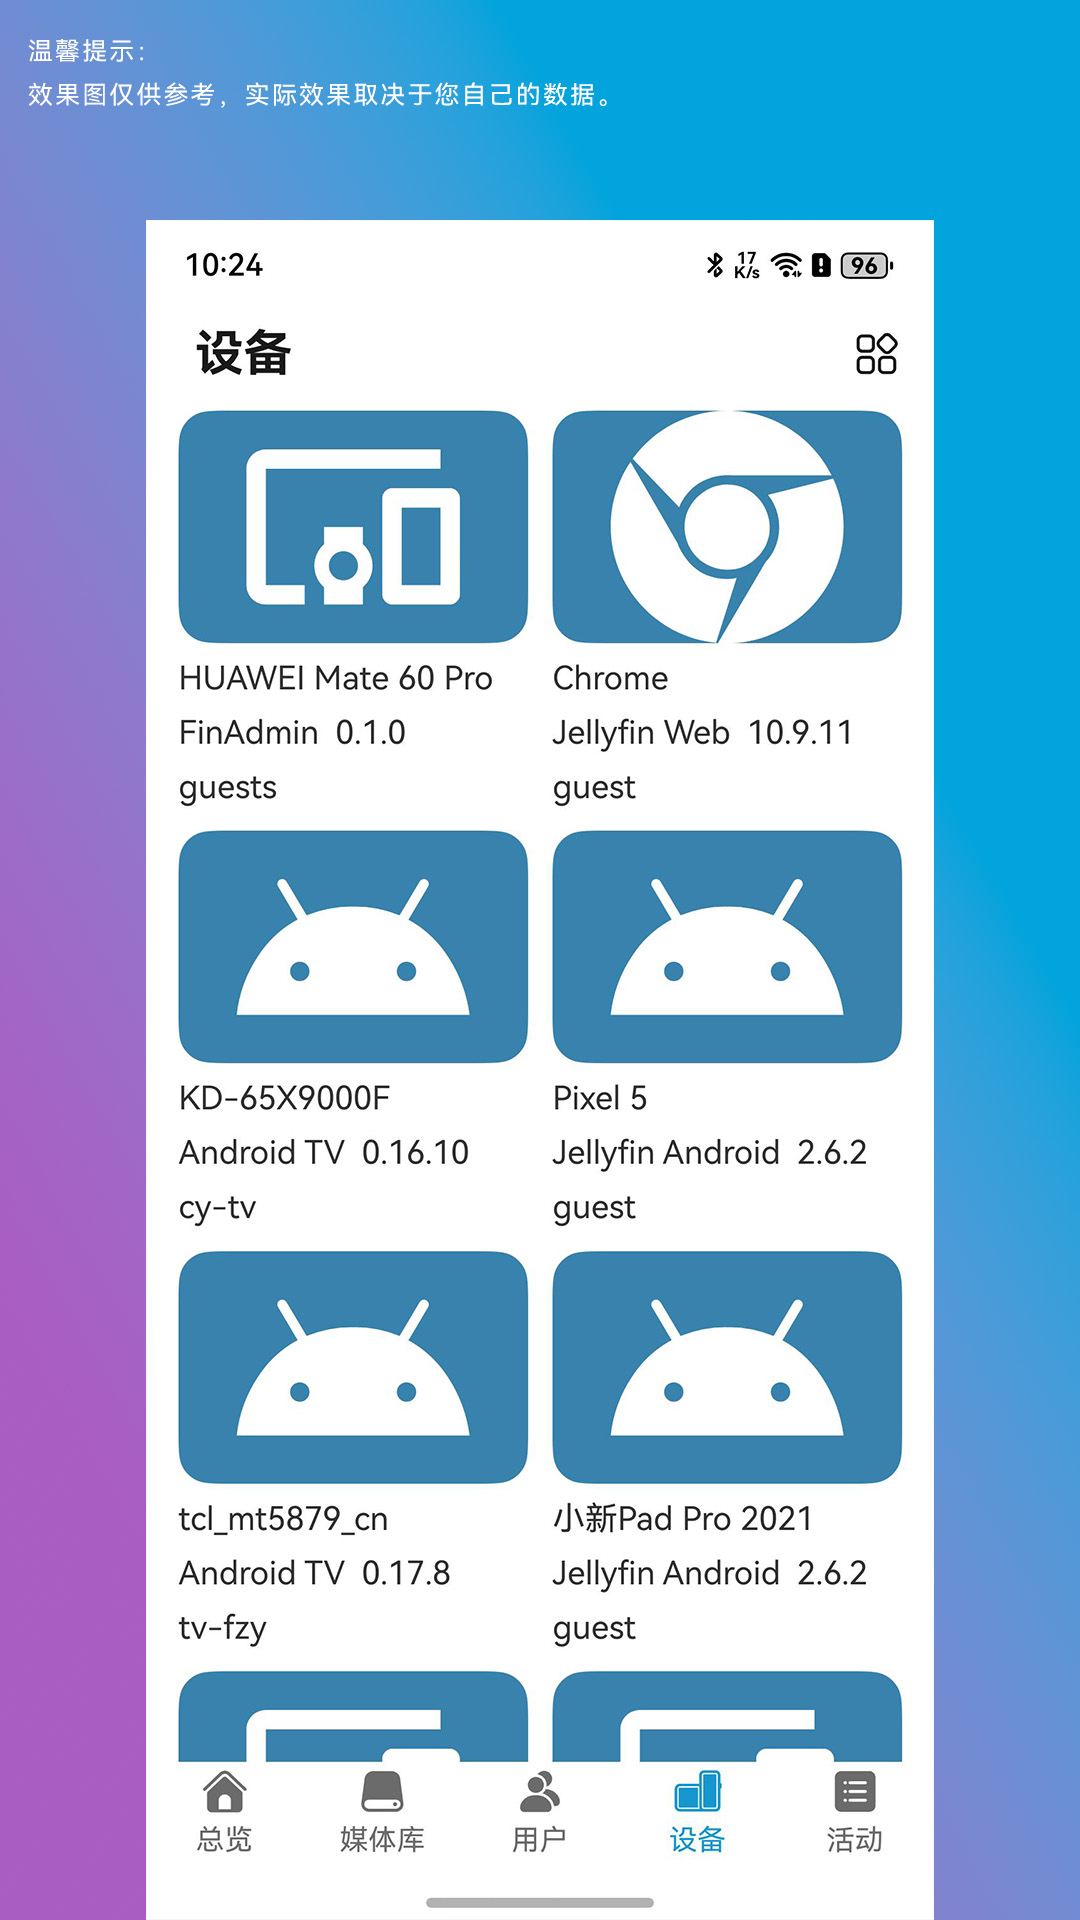 温馨提示：
效果图仅供参考，实际效果取决于您自己的数据。
10:24
17 K/s
96
设备
HUAWEI Mate 60 Pro
FinAdmin 0.1.0
guests
Chrome
Jellyfin Web 10.9.11
guest
KD-65X9000F
Android TV 0.16.10
cy-tv
Pixel 5
Jellyfin Android 2.6.2
guest
tcl_mt5879_cn
Android TV 0.17.8
tv-fzy
小新Pad Pro 2021
Jellyfin Android 2.6.2
guest
总览
媒体库
用户
设备
活动